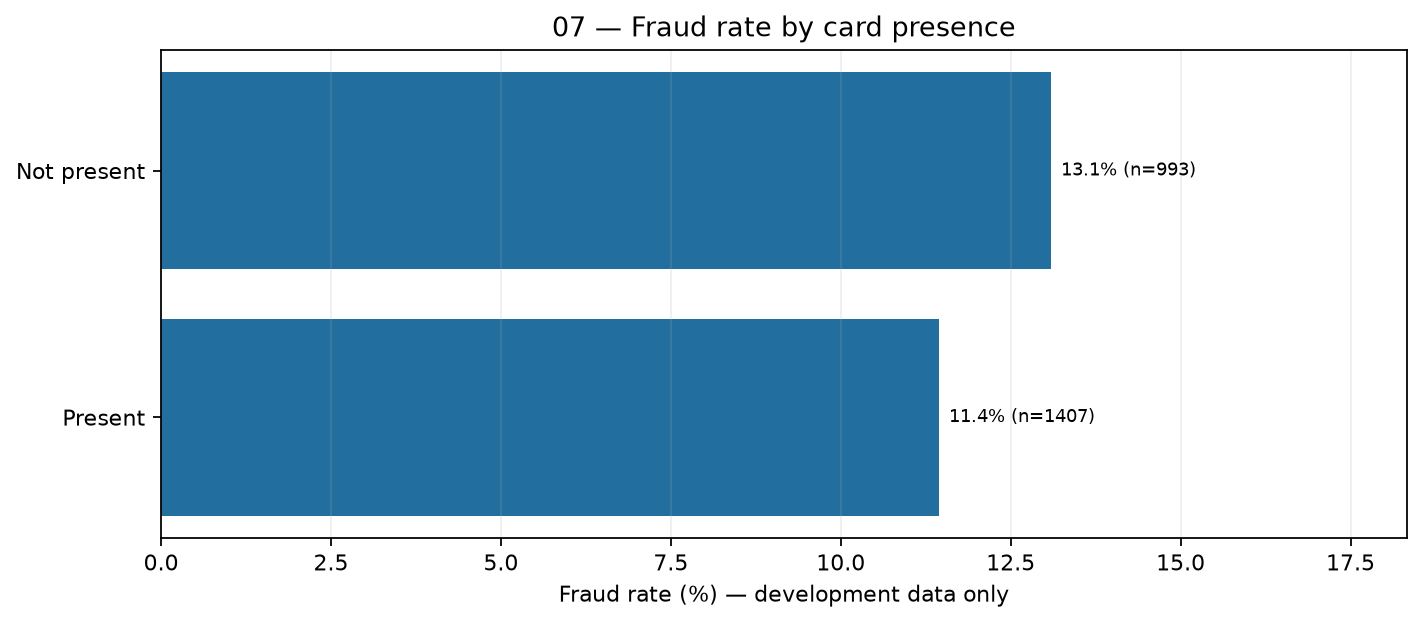 07 — Fraud rate by card presence
Not present
13.1% (n=993)
Present
11.4% (n=1407)
0.0 2.5 5.0 7.5 10.0 12.5 15.0 17.5
Fraud rate (%) — development data only